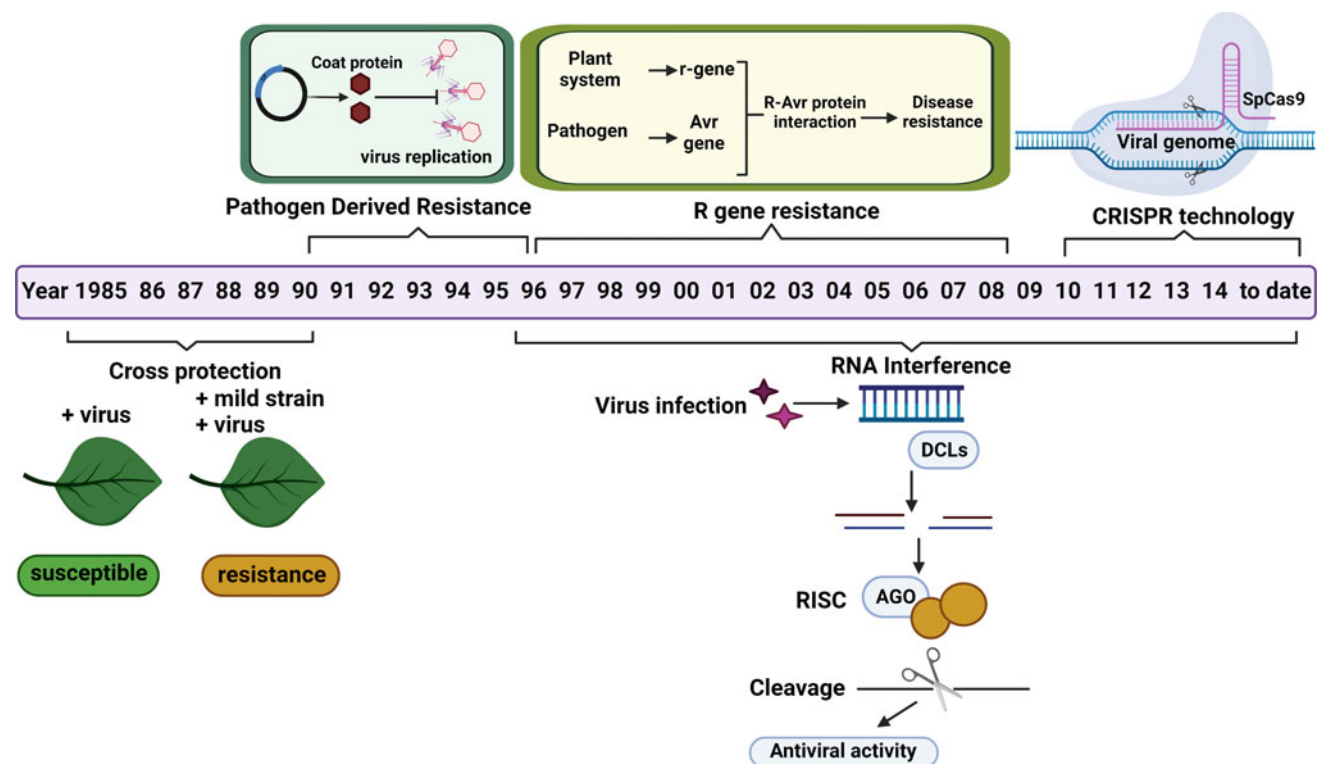 Coat protein
virus replication
Plant
system
r-gene
Pathogen
Avr
gene
R-Avr protein
interaction
Disease
resistance
SpCas9
Viral genome
Pathogen Derived Resistance
R gene resistance
CRISPR technology
Year 1985 86 87 88 89 90 91 92 93 94 95 96 97 98 99 00 01 02 03 04 05 06 07 08 09 10 11 12 13 14 to date
Cross protection
+ virus
+ mild strain
+ virus
susceptible
resistance
RNA Interference
Virus infection
DCLs
RISC
AGO
Cleavage
Antiviral activity